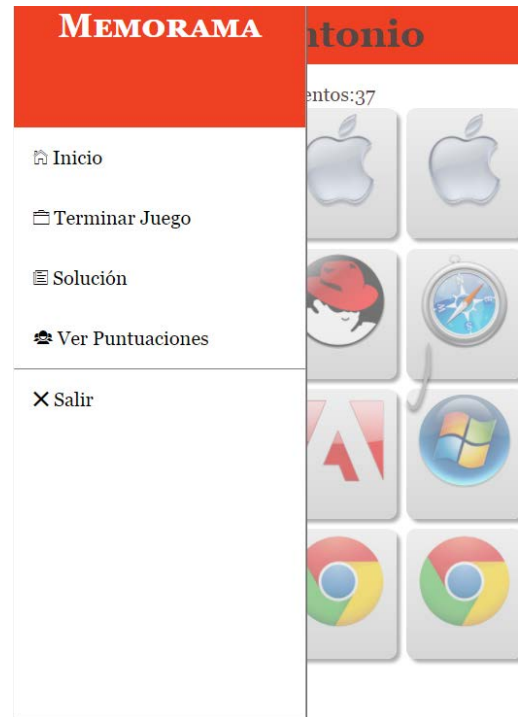 MEMORAMA
ntonio
entos:37
Inicio
Terminar Juego
Solución
Ver Puntuaciones
Salir